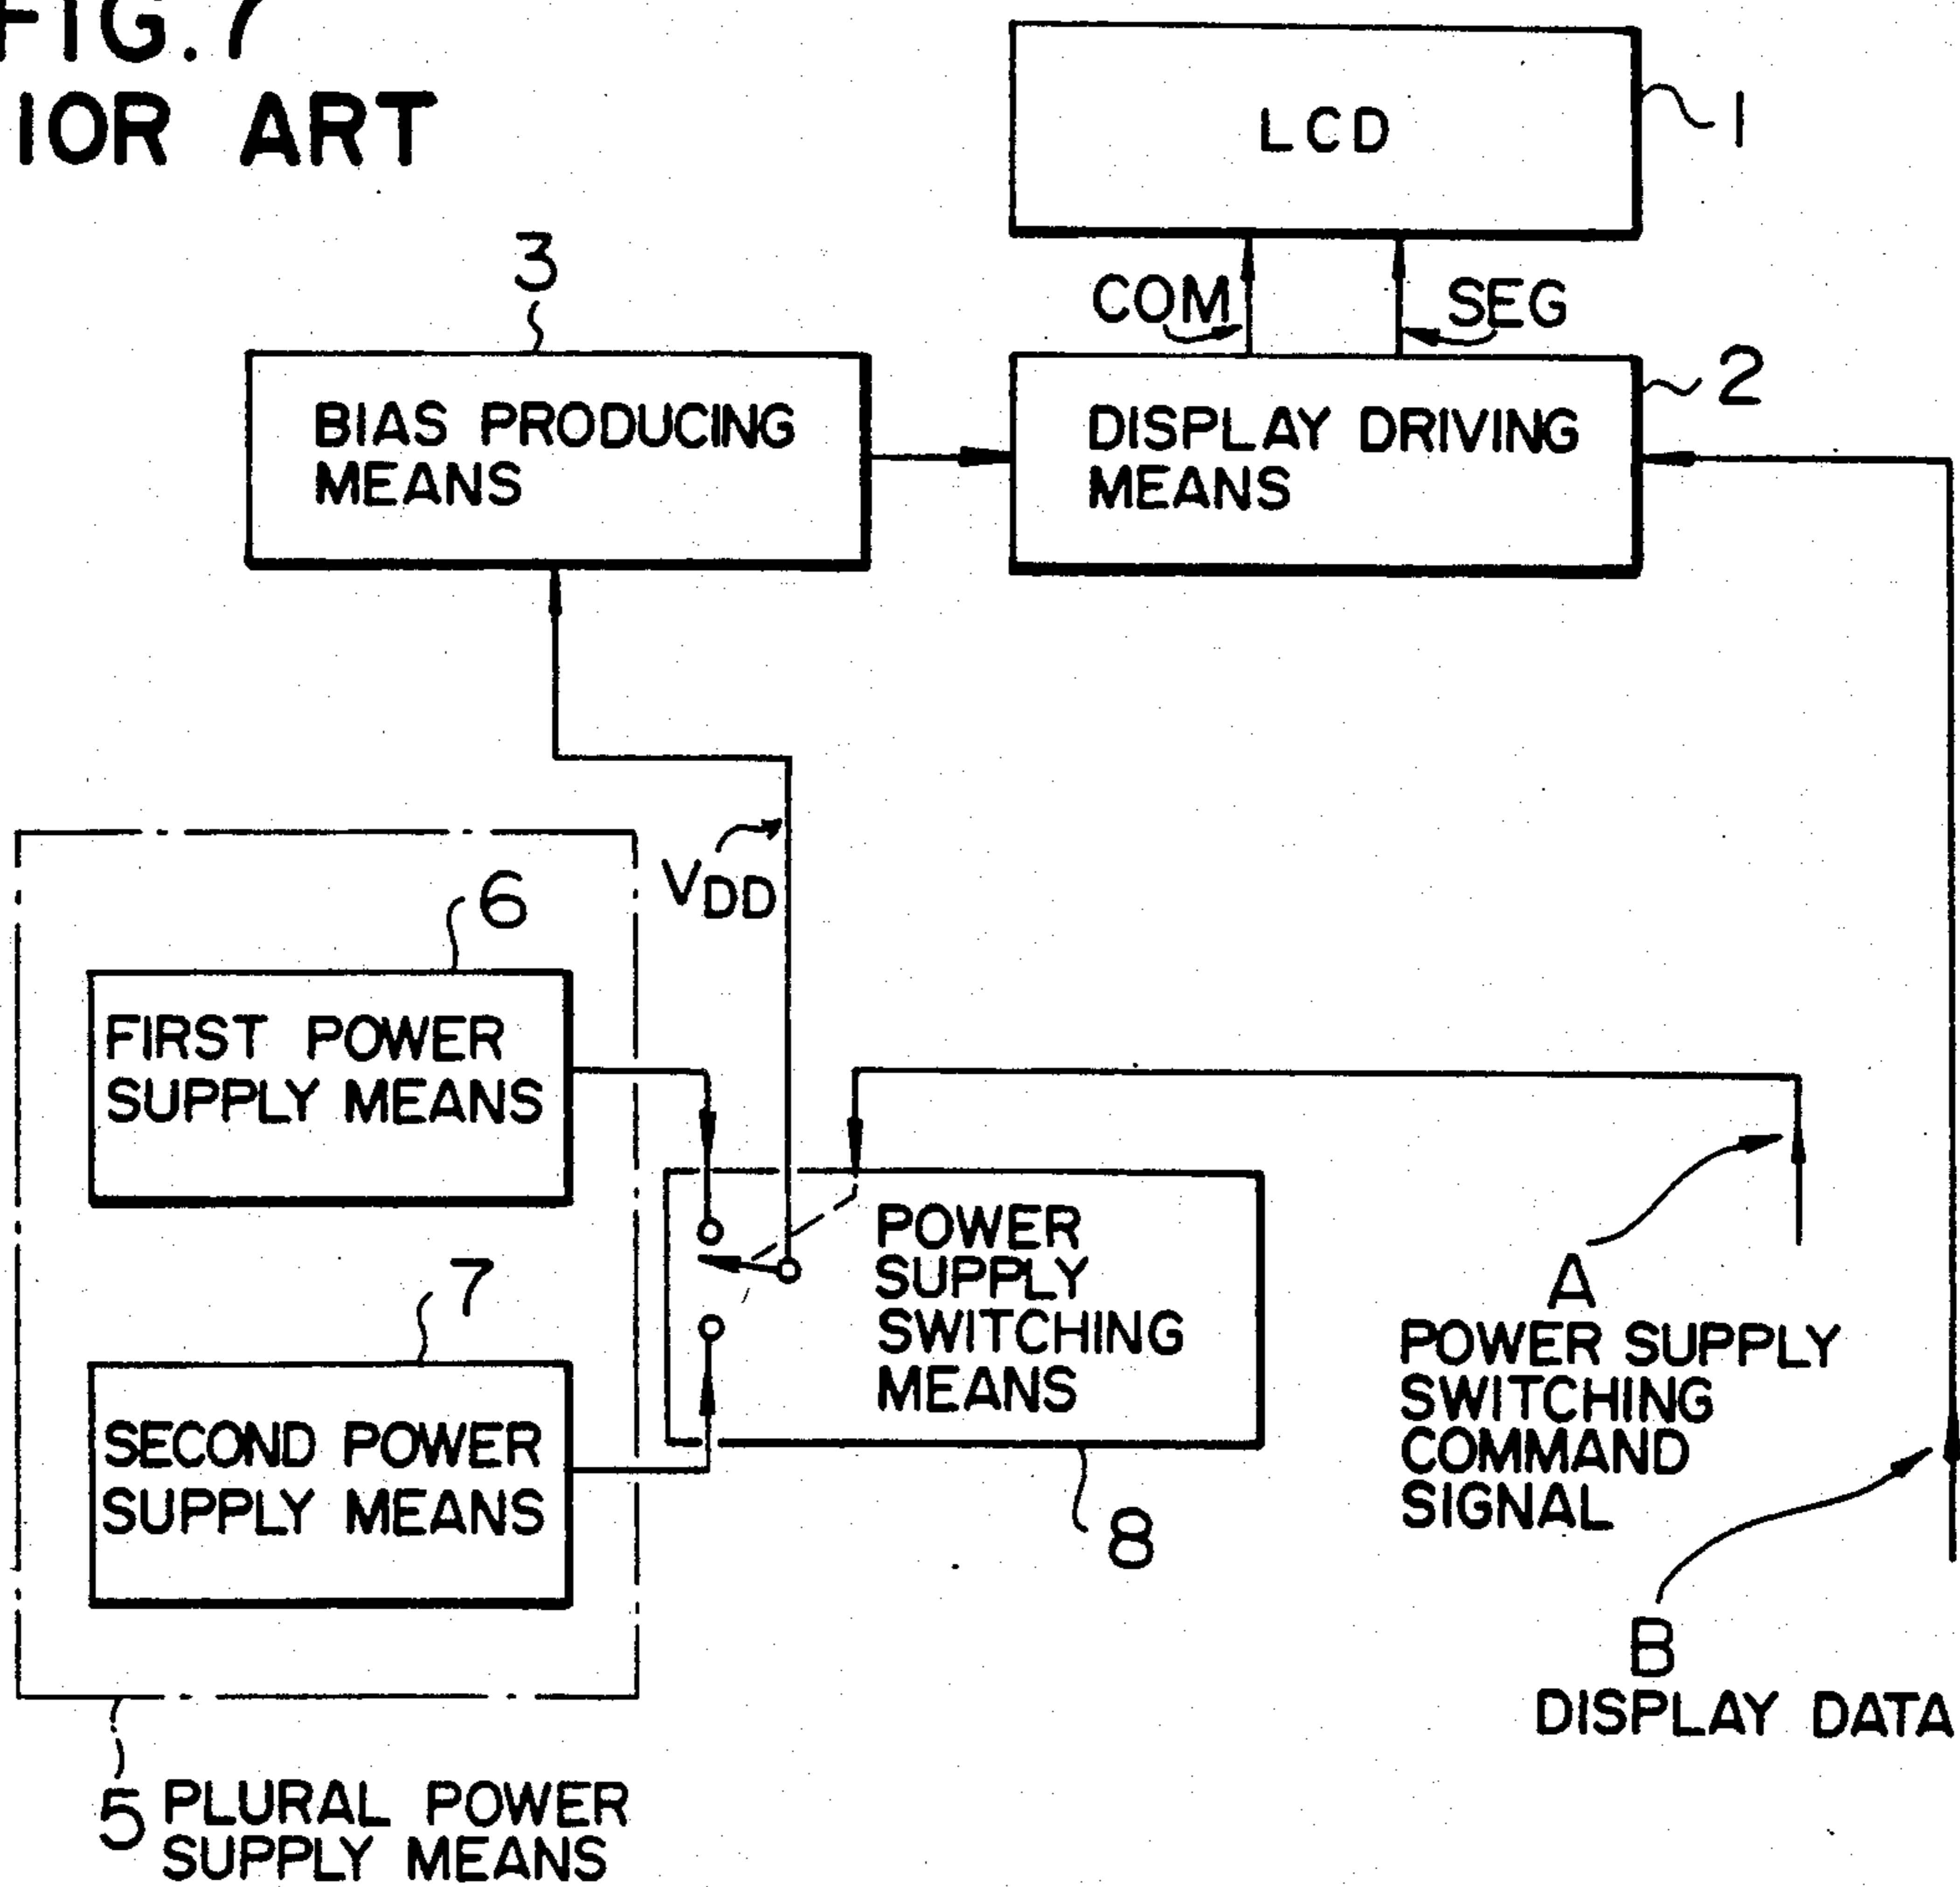 FIG.7
IOR ART
LCD
1
COM
SEG
3
BIAS PRODUCING
MEANS
DISPLAY DRIVING
MEANS
2
VDD
6
FIRST POWER
SUPPLY MEANS
7
SECOND POWER
SUPPLY MEANS
POWER
SUPPLY
SWITCHING
MEANS
8
A
POWER SUPPLY
SWITCHING
COMMAND
SIGNAL
B
DISPLAY DATA
5 PLURAL POWER
SUPPLY MEANS